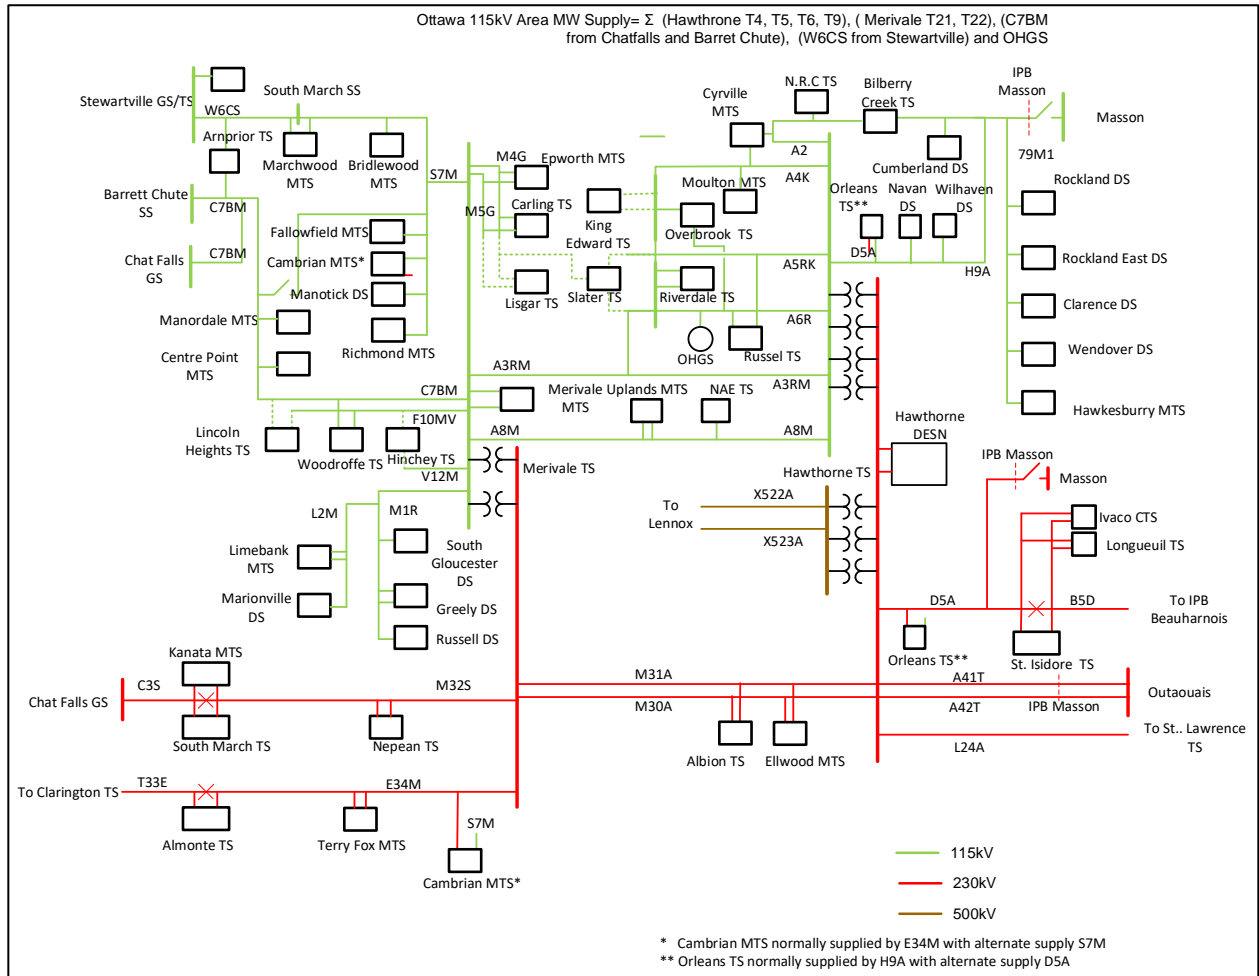 Ottawa 115kV Area MW Supply= Σ (Hawthrone T4, T5, T6, T9), ( Merivale T21, T22), (C7BM
from Chatfalls and Barret Chute), (W6CS from Stewartville) and OHGS
Stewartville GS/TS
W6CS
South March SS
Arnprior TS
Marchwood
MTS
Bridlewood
MTS
S7M
Barrett Chute
SS
C7BM
Chat Falls
GS
C7BM
Fallowfield MTS
Cambrian MTS*
Manotick DS
Richmond MTS
Manordale MTS
Centre Point
MTS
M4G
Epworth MTS
M5G
Carling TS
Lisgar TS
King
Edward TS
Slater TS
Cyrville
MTS
N.R.C TS
Bilberry
Creek TS
IPB
Masson
Masson
79M1
A2
A4K
Moulton MTS
Overbrook TS
Cumberland DS
Orleans
TS**
Navan
DS
Wilhaven
DS
D5A
H9A
Rockland DS
Rockland East DS
Clarence DS
Wendover DS
Hawkesburry MTS
A5RK
Riverdale TS
A6R
OHGS
Russel TS
A3RM
A3RM
C7BM
F10MV
Merivale
MTS
Uplands MTS
NAE TS
A8M
A8M
Lincoln
Heights TS
Woodroffe TS
Hinchey TS
V12M
Merivale TS
Hawthorne
DESN
Hawthorne TS
L2M
M1R
Limebank
MTS
Marionville
DS
South
Gloucester
DS
Greely DS
Russell DS
To
Lennox
X522A
X523A
IPB Masson
Masson
Ivaco CTS
Longueuil TS
D5A
B5D
To IPB
Beauharnois
Orleans TS**
St. Isidore TS
Kanata MTS
C3S
M32S
Chat Falls GS
South March TS
Nepean TS
M31A
M30A
Albion TS
Ellwood MTS
A41T
A42T
IPB Masson
Outaouais
L24A
To St.. Lawrence
TS
To Clarington TS
T33E
E34M
Almonte TS
Terry Fox MTS
S7M
Cambrian MTS*
115kV
230kV
500kV
* Cambrian MTS normally supplied by E34M with alternate supply S7M
** Orleans TS normally supplied by H9A with alternate supply D5A